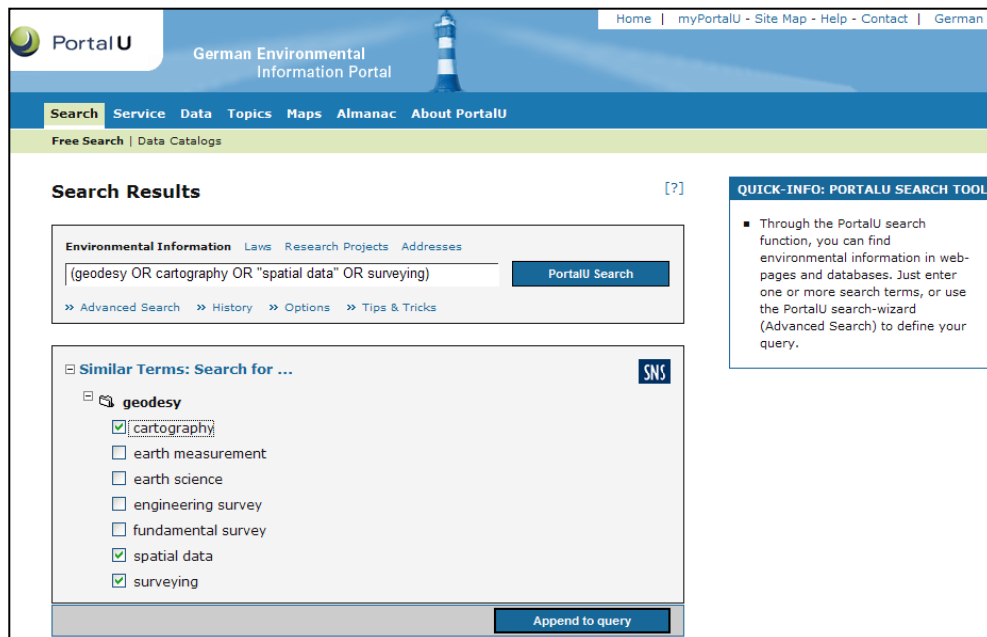 Home | myPortalU - Site Map - Help - Contact | German
PortalU
German Environmental
Information Portal
Search Service Data Topics Maps Almanac About PortalU
Free Search | Data Catalogs
Search Results
[?]
Environmental Information Laws Research Projects Addresses
(geodesy OR cartography OR "spatial data" OR surveying)
PortalU Search
» Advanced Search » History » Options » Tips & Tricks
Similar Terms: Search for ...
SNS
geodesy
cartography
earth measurement
earth science
engineering survey
fundamental survey
spatial data
surveying
Append to query
QUICK-INFO: PORTALU SEARCH TOOL
Through the PortalU search
function, you can find
environmental information in web-
pages and databases. Just enter
one or more search terms, or use
the PortalU search-wizard
(Advanced Search) to define your
query.